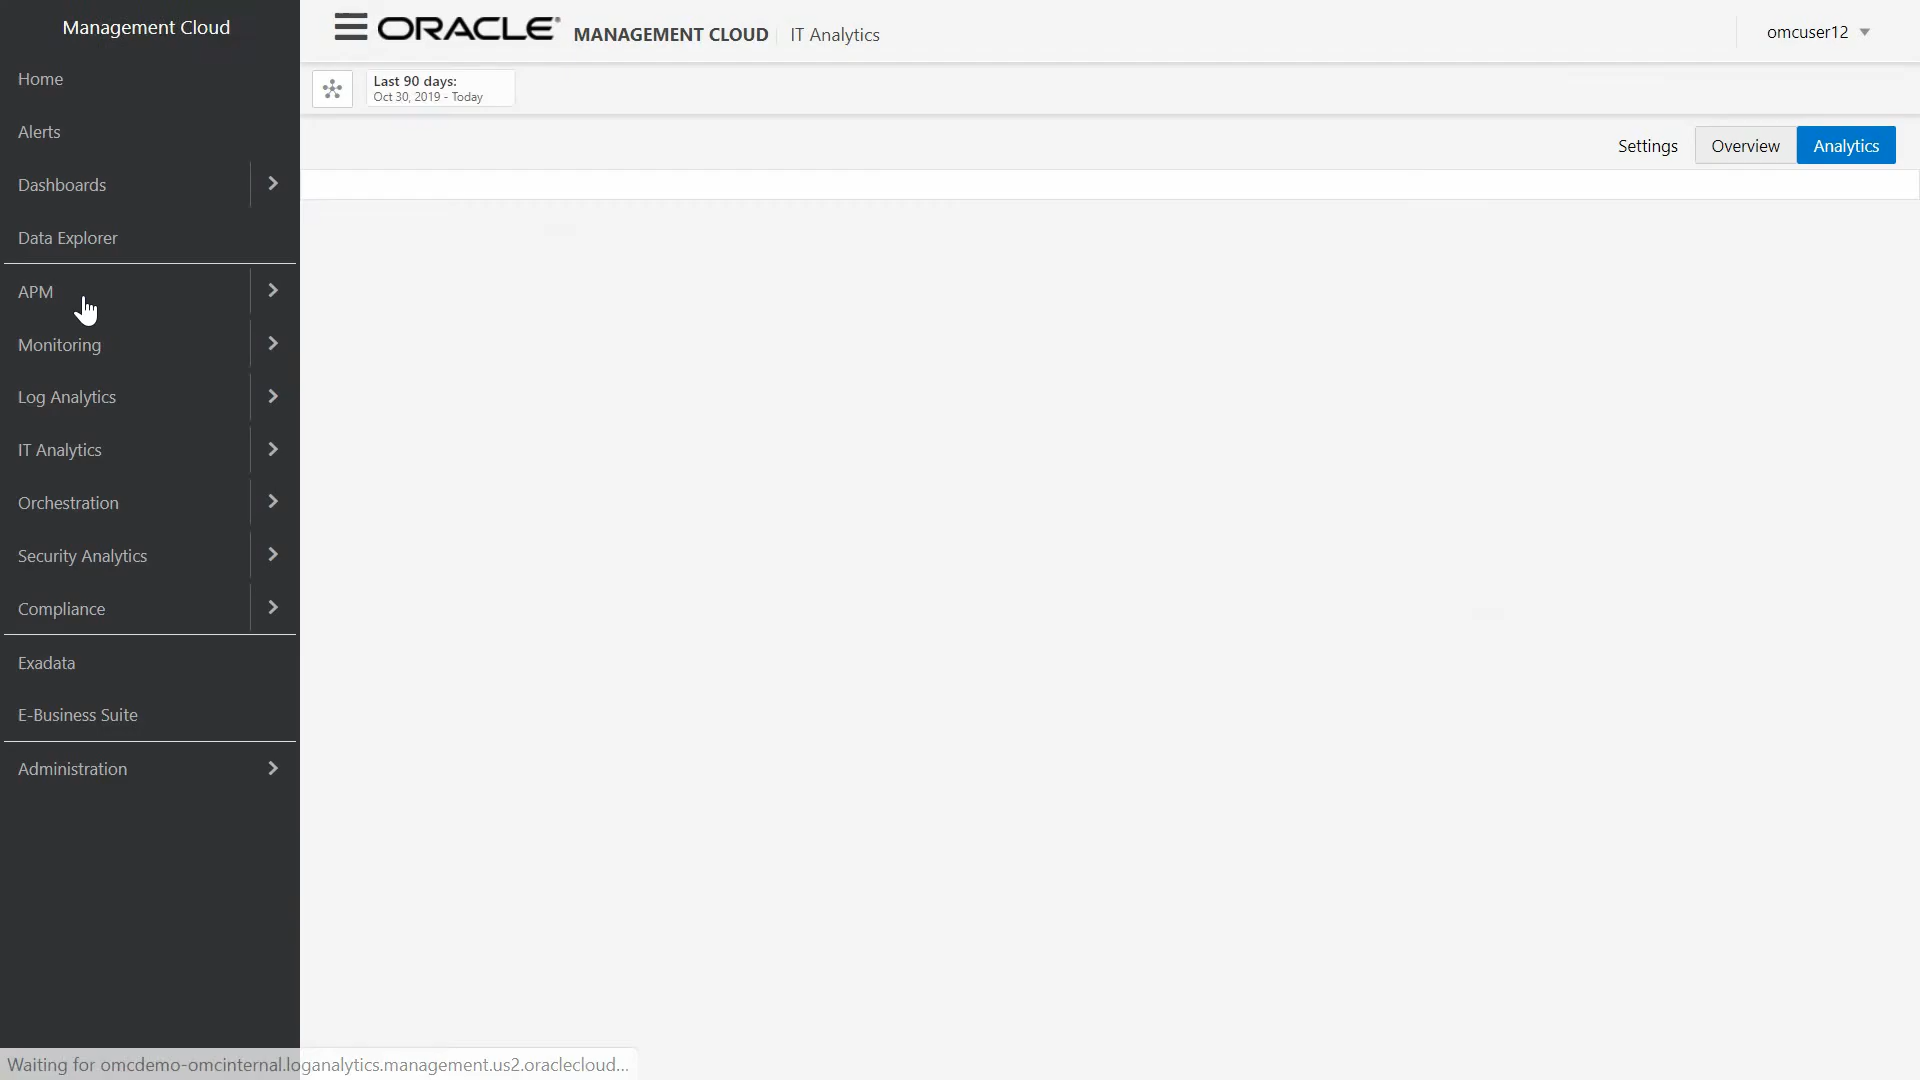 Management Cloud
Home
Alerts
Dashboards
Data Explorer
APM
Monitoring
Log Analytics
IT Analytics
Orchestration
Security Analytics
Compliance
Exadata
E-Business Suite
Administration
ORACLE® MANAGEMENT CLOUD IT Analytics
omcuser12
Last 90 days:
Oct 30, 2019 - Today
Settings Overview Analytics
Waiting for omcdemo-omcinternal.loganalytics.management.us2.oraclecloud...